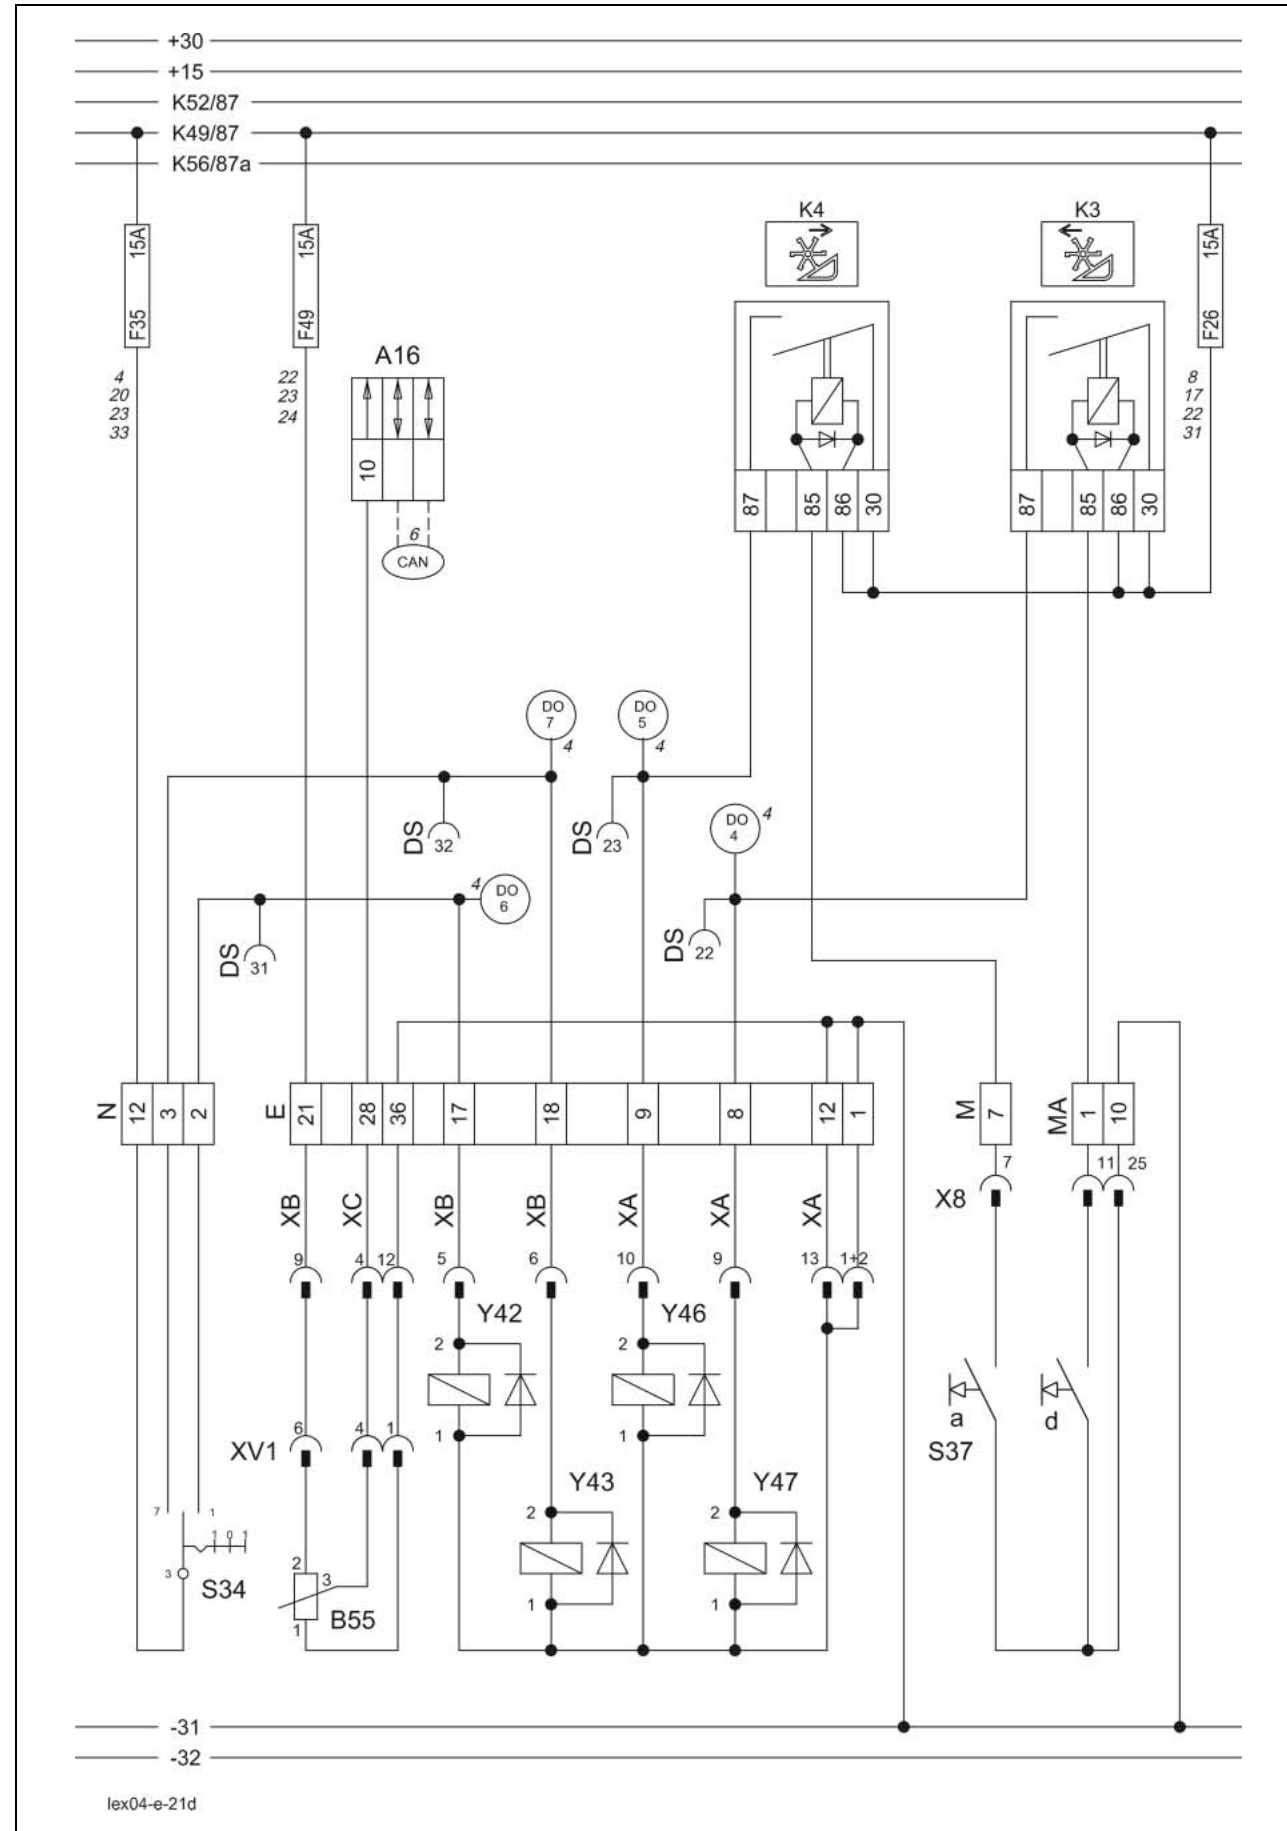 +30
+15
K52/87
K49/87
K56/87a
K4 K3
15A 15A 15A
F35 F49 F26
A16
4 22 8
20 23 17
23 24 22
33 31
10
87 85 86 30 87 85 86 30
6
CAN
DO DO
7 5
4 4
DS DS DO 4
32 23 4
4 DO
6
DS DS
31 22
N 12 3 2 E 21 28 36 17 18 9 8 12 1 M 7 MA 1 10
7 11 25
XB XC XB XB XA XA XA X8
9 4 12 5 6 10 9 13 1+2
Y42 Y46
2 2
a d
6 4 1 1 1
XV1 S37
Y43 Y47
7 1 2 2
1 0 1
2
3 3
S34
B55 1 1
1
-31
-32
lex04-e-21d